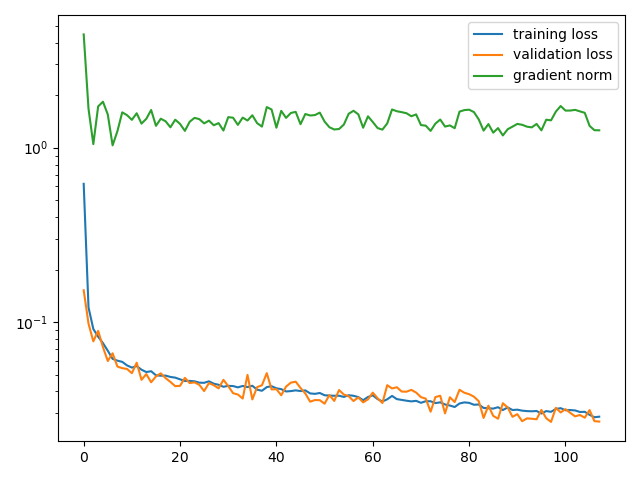 training loss
validation loss
gradient norm
10⁰
10⁻¹
0 20 40 60 80 100